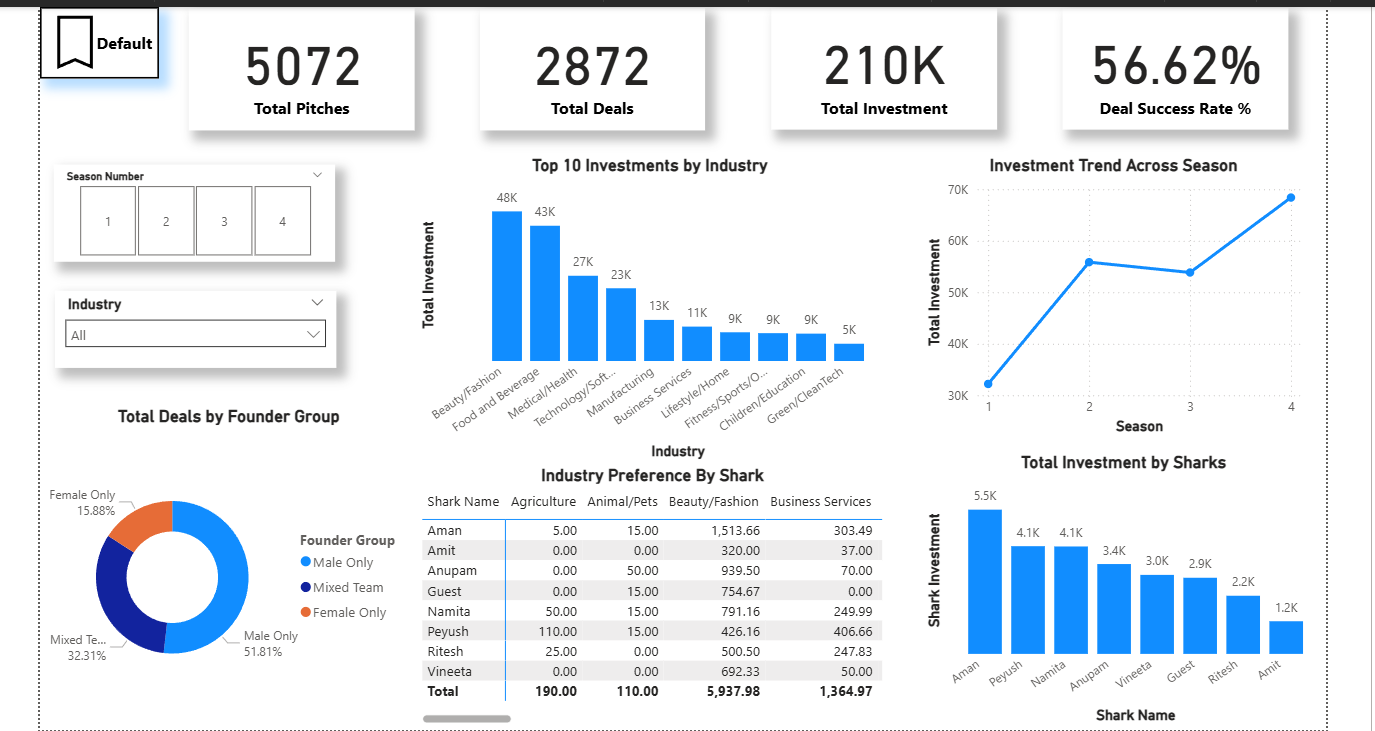 Default
5072
Total Pitches
2872
Total Deals
210K
Total Investment
56.62%
Deal Success Rate %
Season Number
1 2 3 4
Industry
All
Total Deals by Founder Group
Female Only
15.88%
Mixed Te...
32.31%
Male Only
51.81%
Founder Group
Male Only
Mixed Team
Female Only
Top 10 Investments by Industry
Total Investment
48K 43K 27K 23K 13K 11K 9K 9K 9K 5K
Beauty/Fashion
Food and Beverage
Medical/Health
Technology/Soft...
Manufacturing
Business Services
Lifestyle/Home
Fitness/Sports/O...
Children/Education
Green/CleanTech
Industry
Industry Preference By Shark
Shark Name Agriculture Animal/Pets Beauty/Fashion Business Services
Aman 5.00 15.00 1,513.66 303.49
Amit 0.00 0.00 320.00 37.00
Anupam 0.00 50.00 939.50 70.00
Guest 0.00 15.00 754.67 0.00
Namita 50.00 15.00 791.16 249.99
Peyush 110.00 15.00 426.16 406.66
Ritesh 25.00 0.00 500.50 247.83
Vineeta 0.00 0.00 692.33 50.00
Total 190.00 110.00 5,937.98 1,364.97
Investment Trend Across Season
Total Investment
70K
60K
50K
40K
30K
1 2 3 4
Season
Total Investment by Sharks
Shark Investment
5.5K 4.1K 4.1K 3.4K 3.0K 2.9K 2.2K 1.2K
Aman Peyush Namita Anupam Vineeta Guest Ritesh Amit
Shark Name